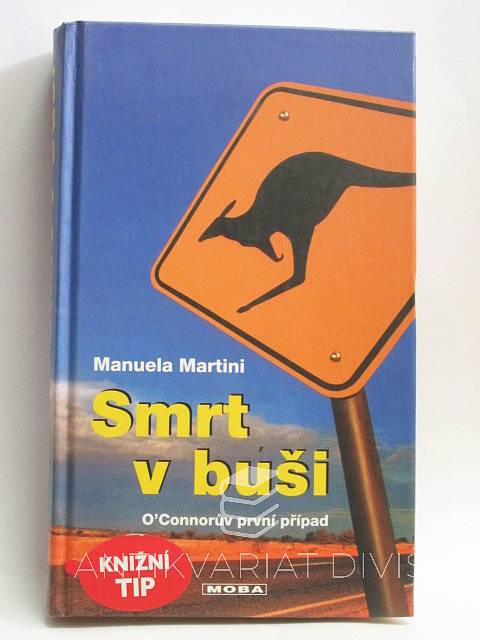 Manuela Martini
Smrt
v buši
O'Connorův první případ
KNIŽNÍ
TIP
ANTIKVARIÁT DIVIS
MOBA